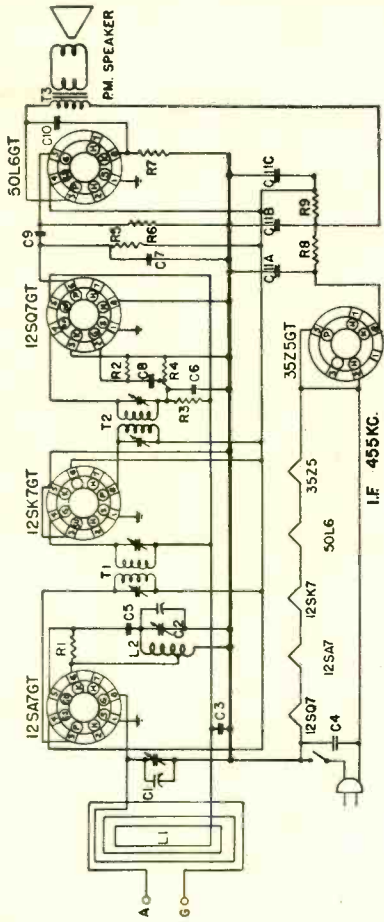 50L6GT
T3
P.M. SPEAKER
C10
R7
C9
R5
R6
C7
12SQ7GT
R2
C8
R4
C6
R3
T2
12SK7GT
T1
12SA7GT
R1
C5
L2
C2
C1
C3
L1
A
G
C11A
C11B
C11C
R8
R9
35Z5GT
35Z5
50L6
12SK7
12SA7
12SQ7
C4
I.F. 455KC.